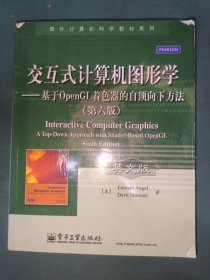 国外计算机科学教材系列
PEARSON
交互式计算机图形学
——基于OpenGL着色器的自顶向下方法
（第六版）
Interactive Computer Graphics
A Top-Down Approach with Shader-Based OpenGL
Sixth Edition
英文版
[美] Edward Angel
Dave Shreiner 著
电子工业出版社